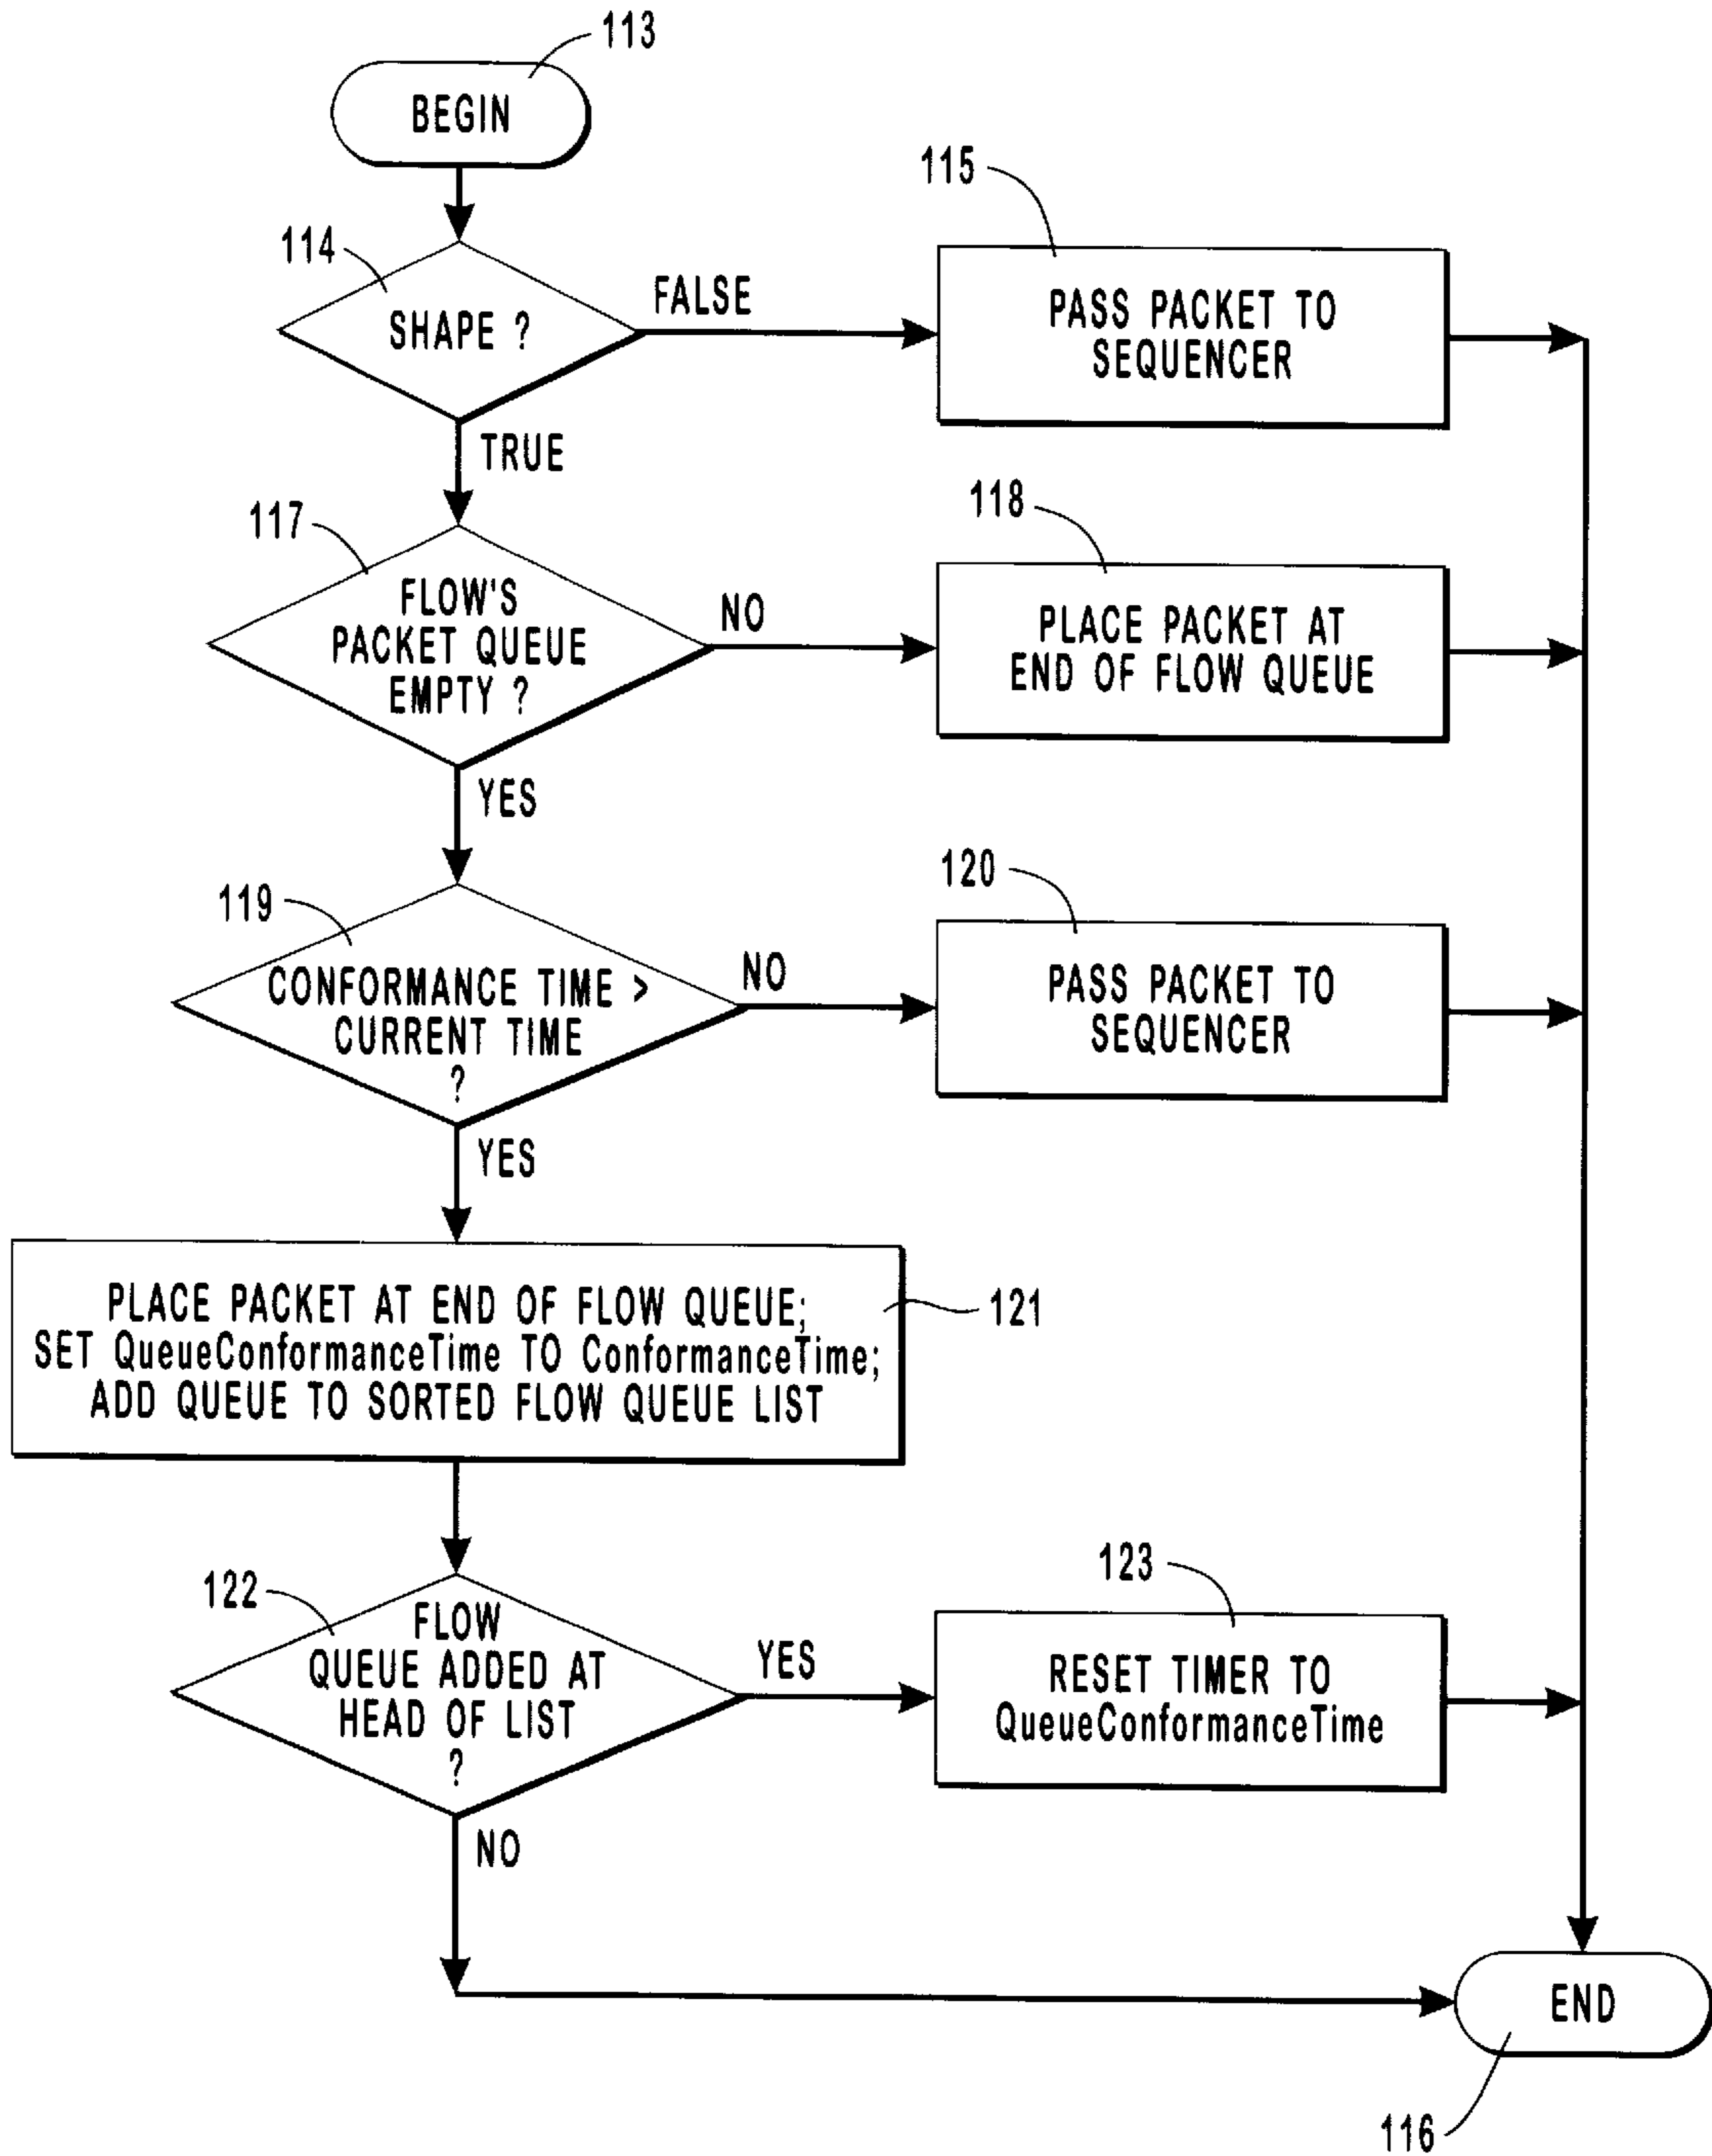 113
BEGIN
115
114
FALSE
SHAPE ?
PASS PACKET TO
SEQUENCER
TRUE
118
117
FLOW'S
PACKET QUEUE
EMPTY ?
NO
PLACE PACKET AT
END OF FLOW QUEUE
YES
120
119
CONFORMANCE TIME >
CURRENT TIME
?
NO
PASS PACKET TO
SEQUENCER
YES
PLACE PACKET AT END OF FLOW QUEUE;
SET QueueConformanceTime TO ConformanceTime;
ADD QUEUE TO SORTED FLOW QUEUE LIST
121
123
122
FLOW
QUEUE ADDED AT
HEAD OF LIST
?
YES
RESET TIMER TO
QueueConformanceTime
NO
END
116